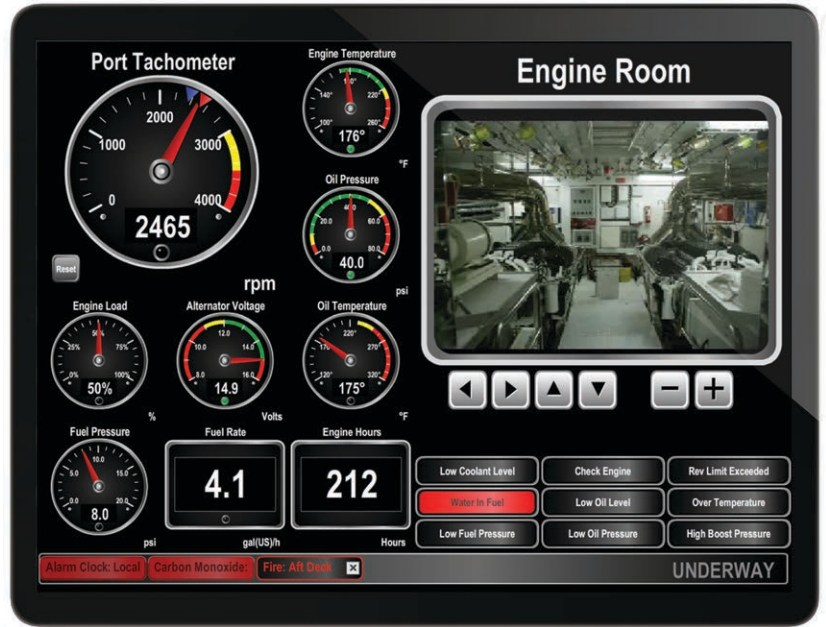 Port Tachometer
0
1000
2000
3000
4000
2465
Reset
rpm
Engine Temperature
100°
140°
180°
220°
260°
176°
°F
Engine Room
Oil Pressure
0.0
20.0
40.0
60.0
80.0
40.0
psi
Engine Load
0%
25%
50%
75%
100%
50%
%
Alternator Voltage
8.0
10.0
12.0
14.0
16.0
14.9
Volts
Oil Temperature
120°
170°
220°
270°
320°
175°
°F
Fuel Pressure
0.0
5.0
10.0
15.0
20.0
8.0
psi
Fuel Rate
4.1
gal(US)/h
Engine Hours
212
Hours
Low Coolant Level
Check Engine
Rev Limit Exceeded
Water In Fuel
Low Oil Level
Over Temperature
Low Fuel Pressure
Low Oil Pressure
High Boost Pressure
Alarm Clock: Local
Carbon Monoxide:
Fire: Aft Deck
UNDERWAY